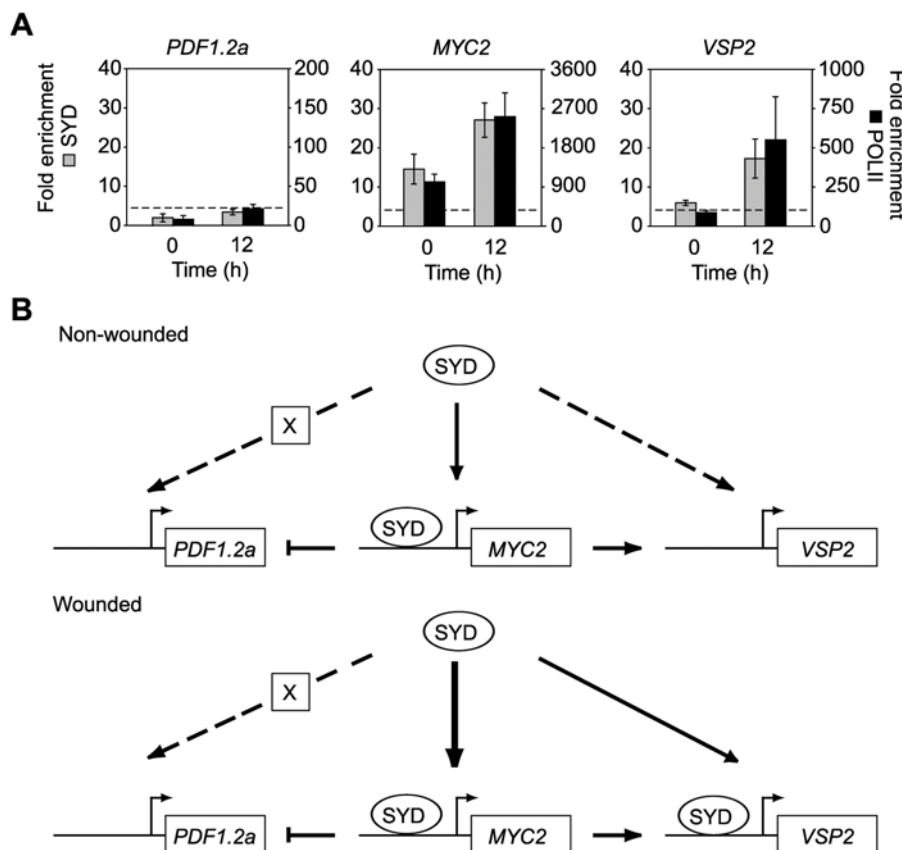 A
PDF1.2a MYC2 VSP2
Fold enrichment
SYD
40 200 40 3600 40 1000
30 150 30 2700 30 750
20 100 20 1800 20 500
10 50 10 900 10 250
0 0 0 0 0 0
0 12 0 12 0 12
Time (h) Time (h) Time (h)
Fold enrichment
POLII
B
Non-wounded
SYD
X
SYD
PDF1.2a MYC2 VSP2
Wounded
SYD
X
SYD SYD
PDF1.2a MYC2 VSP2